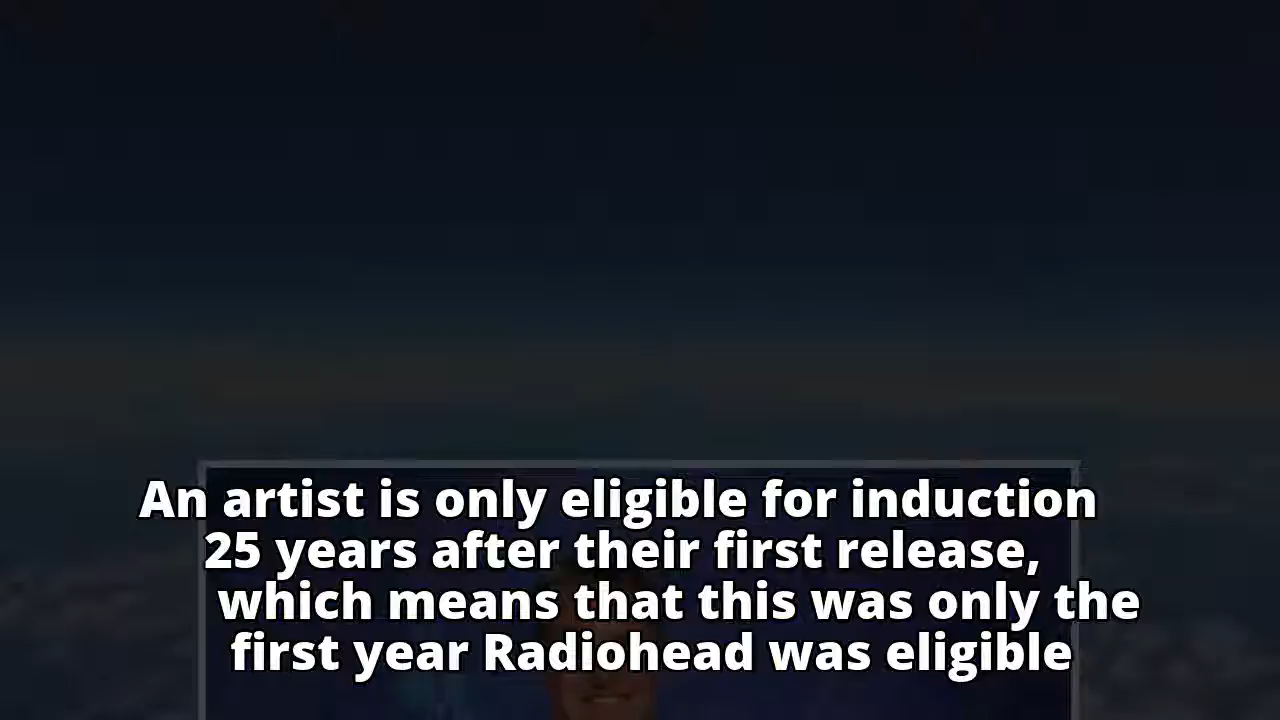 An artist is only eligible for induction
25 years after their first release,
which means that this was only the
first year Radiohead was eligible